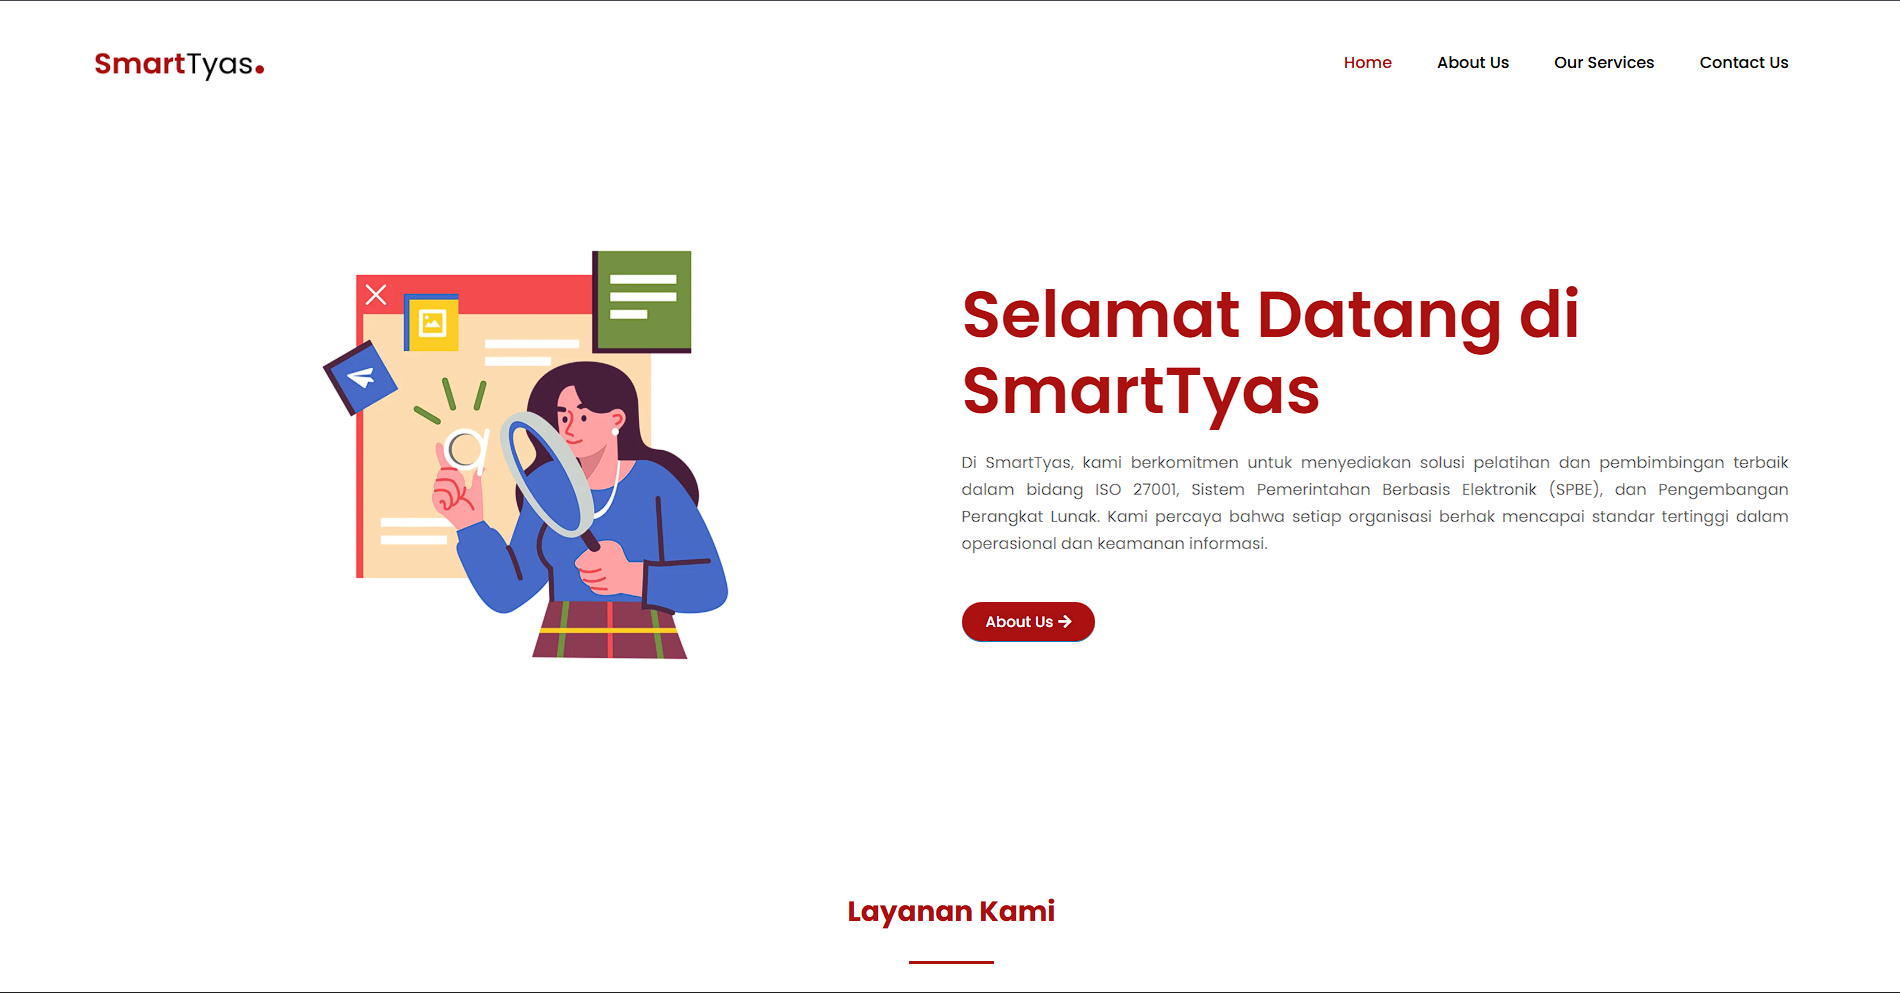 SmartTyas.
Home About Us Our Services Contact Us
Selamat Datang di
SmartTyas
Di SmartTyas, kami berkomitmen untuk menyediakan solusi pelatihan dan pembimbingan terbaik
dalam bidang ISO 27001, Sistem Pemerintahan Berbasis Elektronik (SPBE), dan Pengembangan
Perangkat Lunak. Kami percaya bahwa setiap organisasi berhak mencapai standar tertinggi dalam
operasional dan keamanan informasi.
About Us →
Layanan Kami